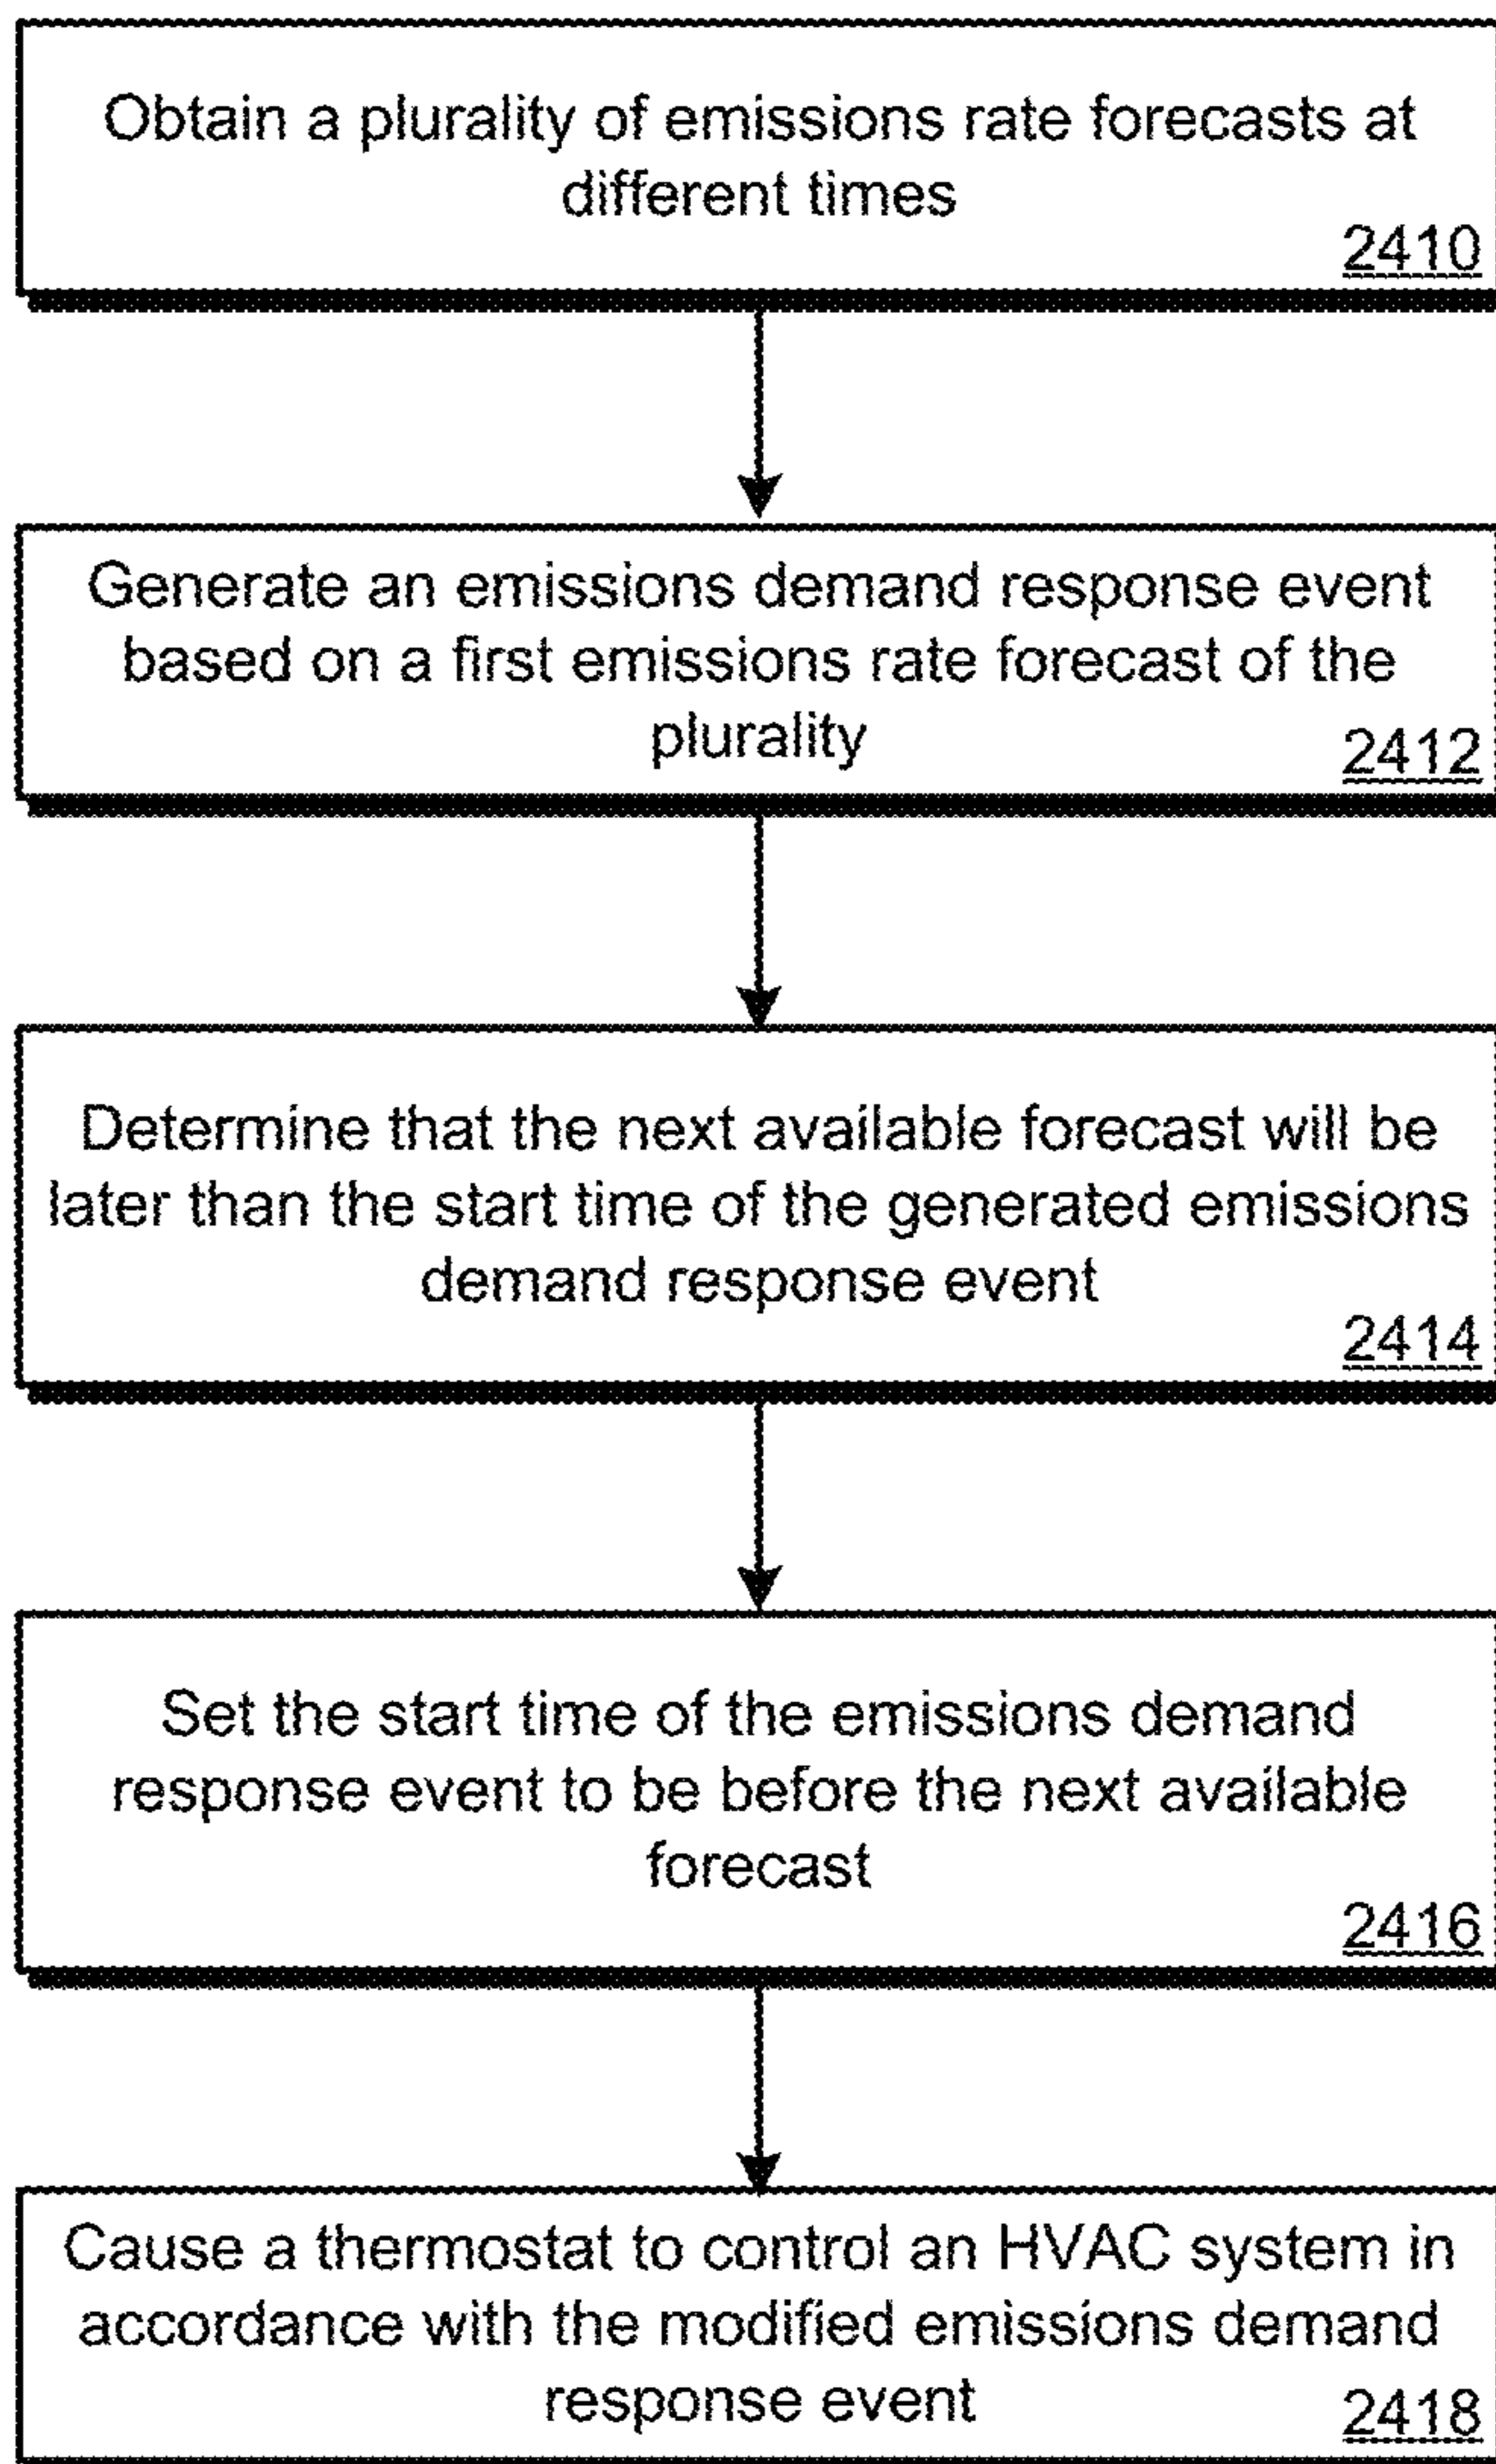 Obtain a plurality of emissions rate forecasts at
different times
2410
Generate an emissions demand response event
based on a first emissions rate forecast of the
plurality
2412
Determine that the next available forecast will be
later than the start time of the generated emissions
demand response event
2414
Set the start time of the emissions demand
response event to be before the next available
forecast
2416
Cause a thermostat to control an HVAC system in
accordance with the modified emissions demand
response event
2418